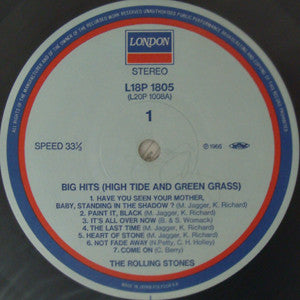 LONDON
STEREO
L18P 1805
(L20P 1008A)
1
SPEED 33⅓
℗1966
BIG HITS (HIGH TIDE AND GREEN GRASS)
1. HAVE YOU SEEN YOUR MOTHER,
BABY, STANDING IN THE SHADOW ? (M. Jagger, K. Richard)
2. PAINT IT, BLACK (M. Jagger, K. Richard)
3. IT'S ALL OVER NOW (B. & S. Womack)
4. THE LAST TIME (M. Jagger, K. Richard)
5. HEART OF STONE (M. Jagger, K. Richard)
6. NOT FADE AWAY (N.Petty, C. H. Holley)
7. COME ON (C. Berry)
THE ROLLING STONES